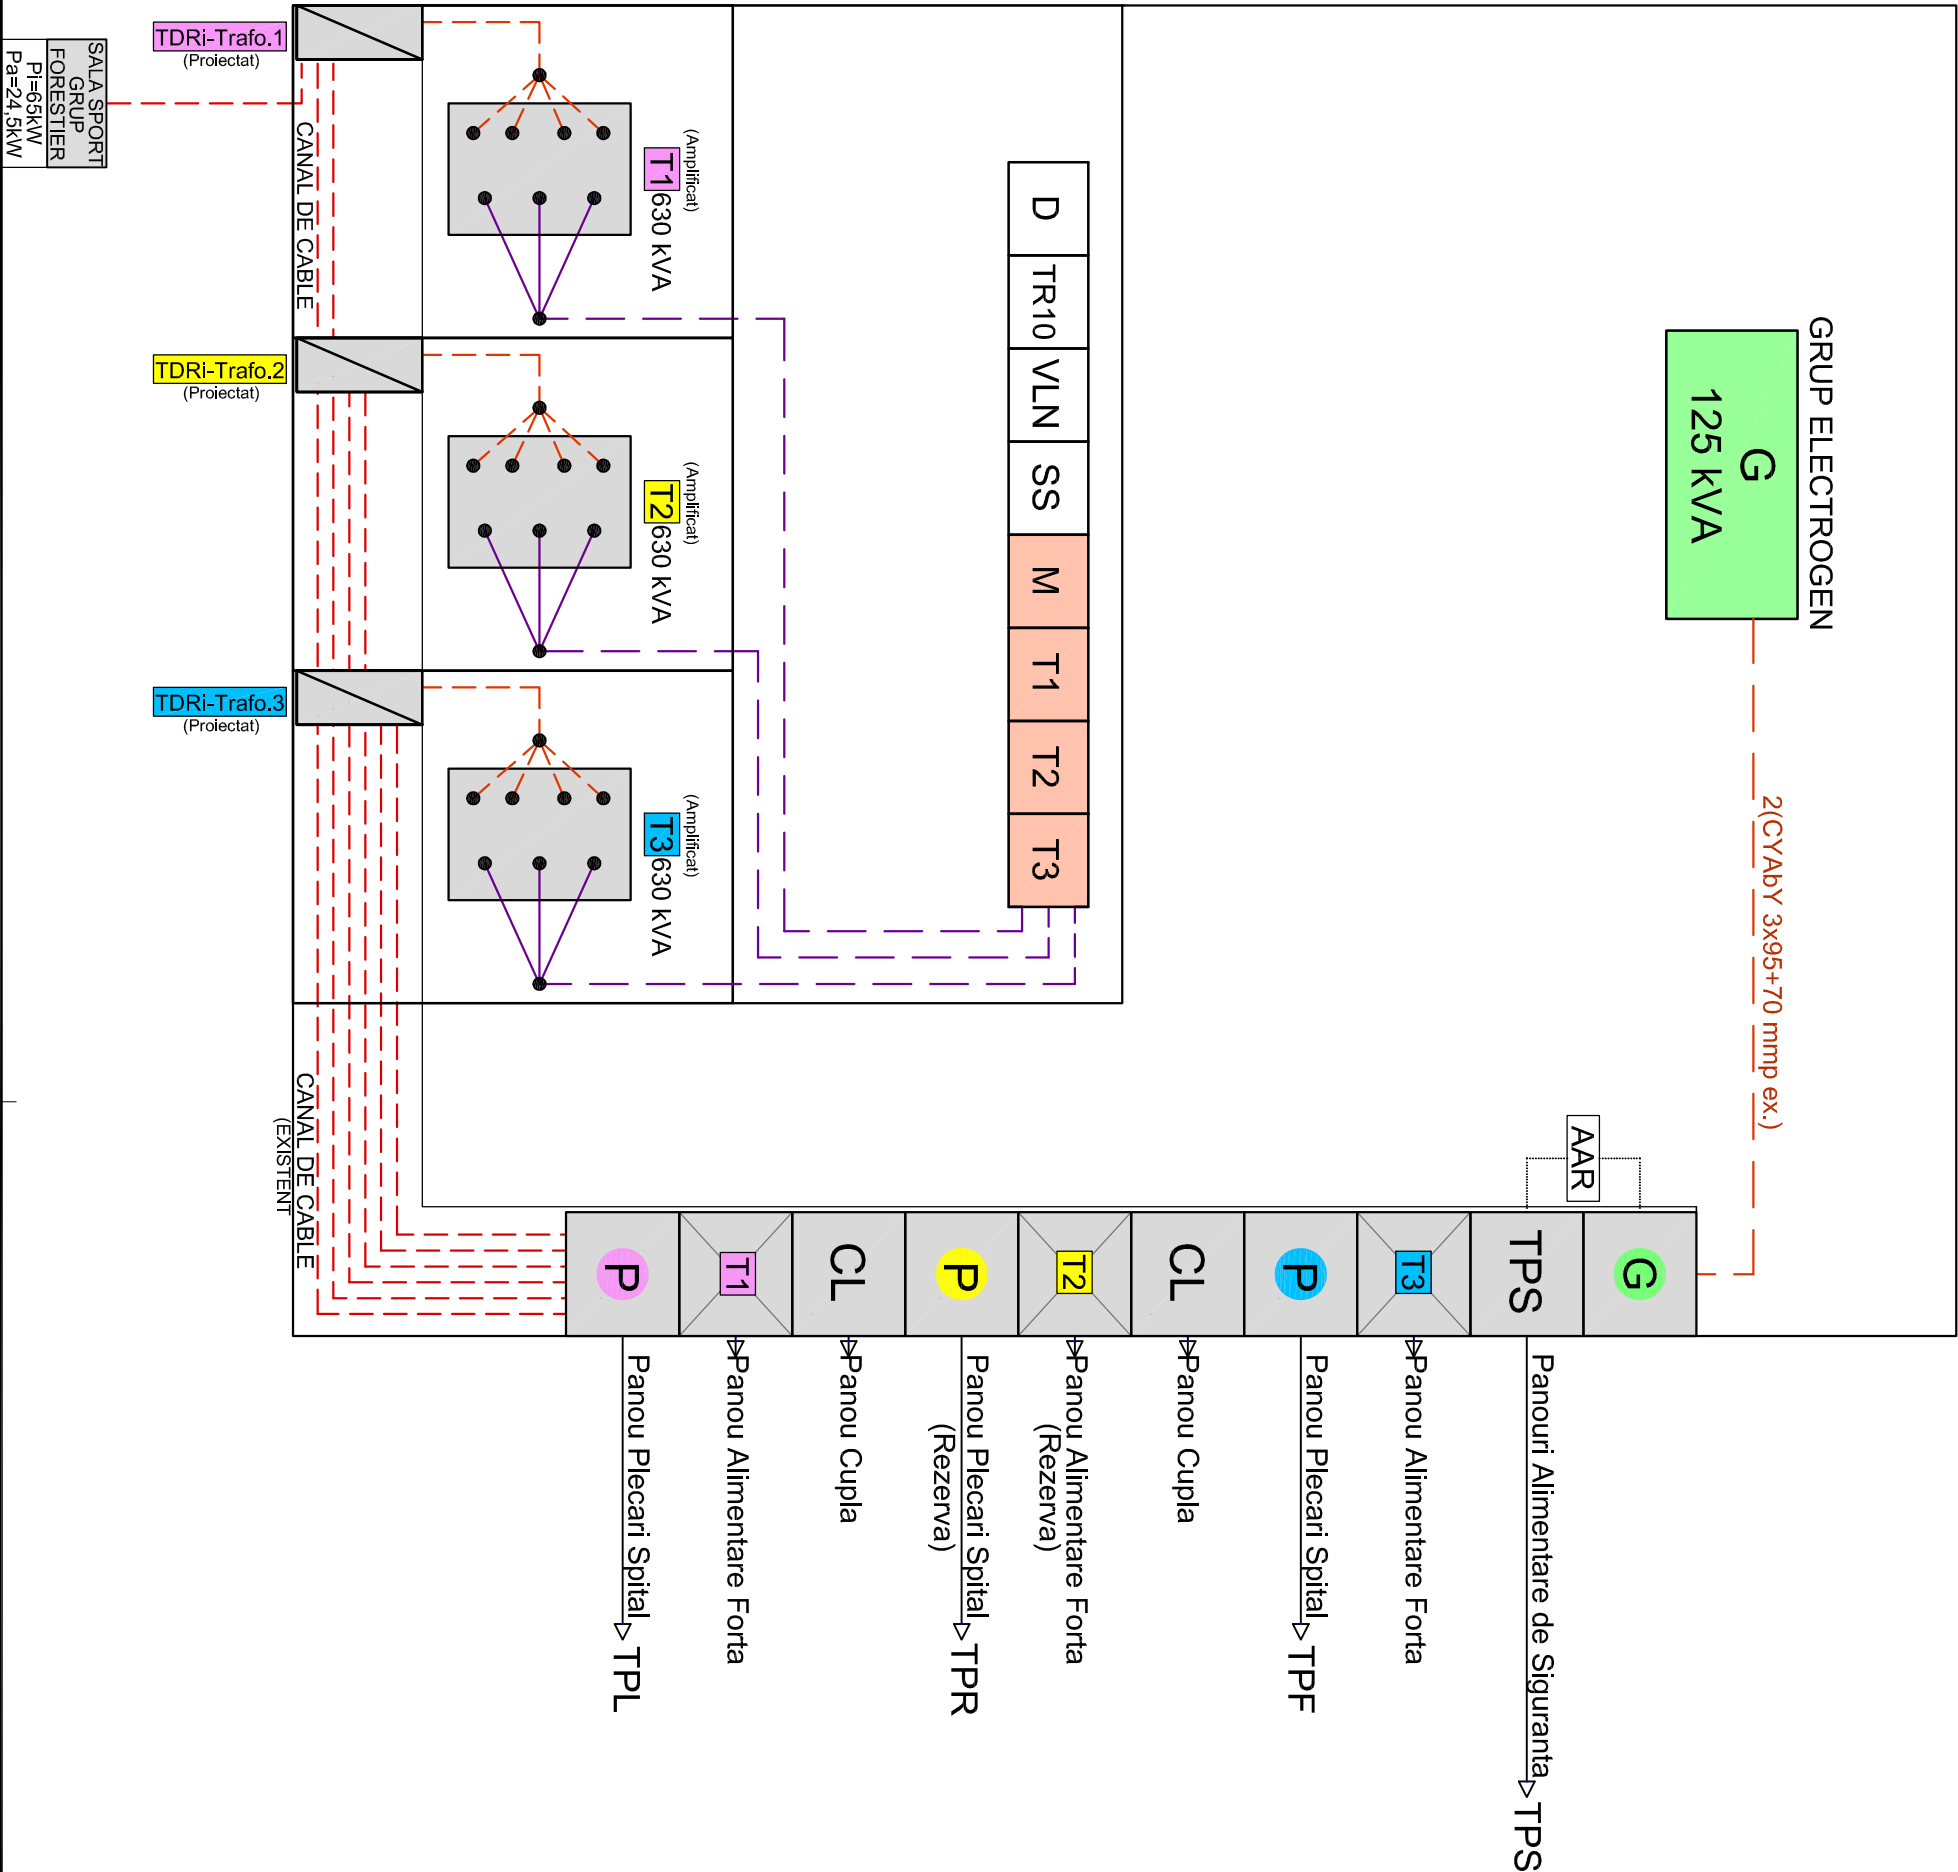 TDRi-Trafo.1
(Proiectat)
SALA SPORT
GRUP
FORESTIER
Pi=65kW
Pa=24,5kW
CANAL DE CABLE
(Amplificat)
T1 630 kVA
TDRi-Trafo.2
(Proiectat)
(Amplificat)
T2 630 kVA
TDRi-Trafo.3
(Proiectat)
(Amplificat)
T3 630 kVA
CANAL DE CABLE
(EXISTENT
D
TR10
VLN
SS
M
T1
T2
T3
GRUP ELECTROGEN
G
125 kVA
2(CYAbY 3x95+70 mmp ex.)
AAR
P
T1
CL
P
T2
CL
P
T3
TPS
G
Panou Plecari Spital
TPL
Panou Alimentare Forta
Panou Cupla
Panou Plecari Spital
(Rezerva)
TPR
Panou Alimentare Forta
(Rezerva)
Panou Cupla
Panou Plecari Spital
TPF
Panou Alimentare Forta
Panouri Alimentare de Siguranta
TPS